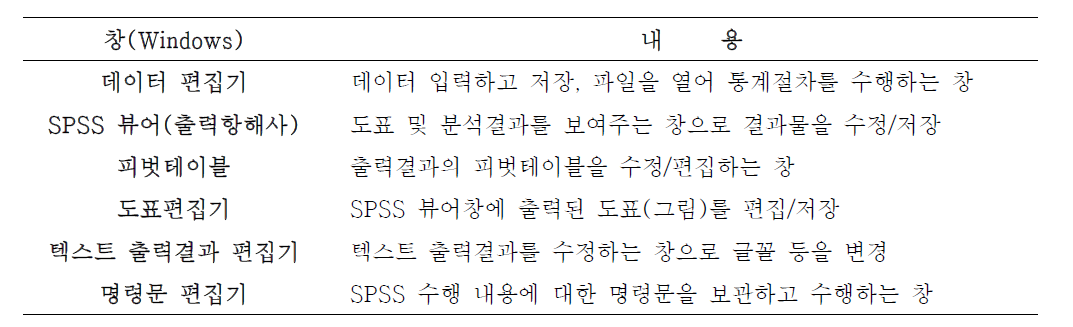 창(Windows) 내 용
데이터 편집기 데이터 입력하고 저장, 파일을 열어 통계절차를 수행하는 창
SPSS 뷰어(출력항해사) 도표 및 분석결과를 보여주는 창으로 결과물을 수정/저장
피벗테이블 출력결과의 피벗테이블을 수정/편집하는 창
도표편집기 SPSS 뷰어창에 출력된 도표(그림)를 편집/저장
텍스트 출력결과 편집기 텍스트 출력결과를 수정하는 창으로 글꼴 등을 변경
명령문 편집기 SPSS 수행 내용에 대한 명령문을 보관하고 수행하는 창